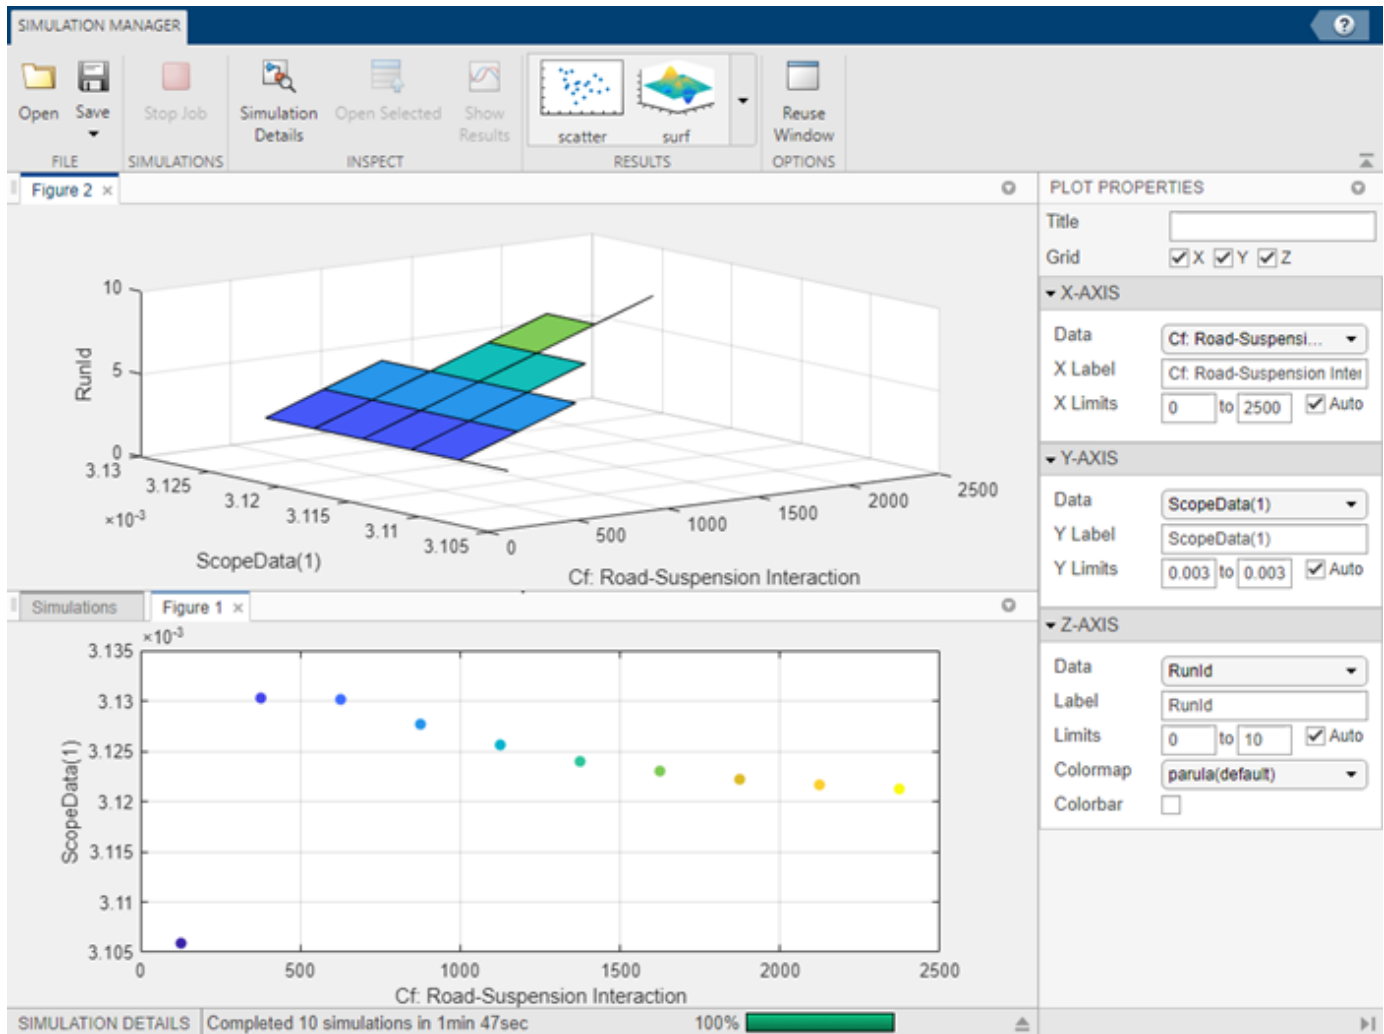 SIMULATION MANAGER
?
Open
Save
Stop Job
Simulation Details
Open Selected
Show Results
scatter
surf
Reuse Window
FILE
SIMULATIONS
INSPECT
RESULTS
OPTIONS
Figure 2 ×
10
5
0
RunId
3.13
3.125
3.12
3.115
3.11
3.105
×10⁻³
ScopeData(1)
0
500
1000
1500
2000
2500
Cf: Road-Suspension Interaction
Simulations
Figure 1 ×
×10⁻³
3.135
3.13
3.125
3.12
3.115
3.11
3.105
ScopeData(1)
0 500 1000 1500 2000 2500
Cf: Road-Suspension Interaction
PLOT PROPERTIES
Title
Grid X Y Z
X-AXIS
Data Cf: Road-Suspensi...
X Label Cf: Road-Suspension Inter
X Limits 0 to 2500 Auto
Y-AXIS
Data ScopeData(1)
Y Label ScopeData(1)
Y Limits 0.003 to 0.003 Auto
Z-AXIS
Data RunId
Label RunId
Limits 0 to 10 Auto
Colormap parula(default)
Colorbar
SIMULATION DETAILS Completed 10 simulations in 1min 47sec 100%